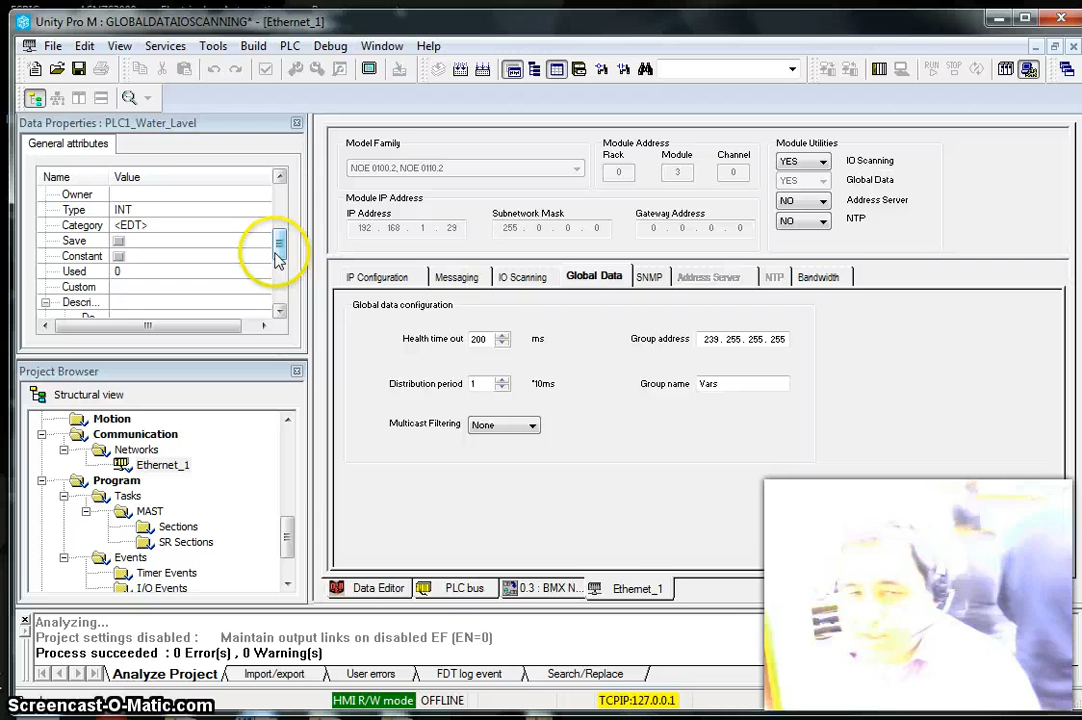 Unity Pro M : GLOBALDATAIOSCANNING* - [Ethernet_1]
File Edit View Services Tools Build PLC Debug Window Help
Data Properties : PLC1_Water_Lavel
General attributes
Name Value
Owner
Type INT
Category <EDT>
Save
Constant
Used 0
Custom
Descri...
Project Browser
Structural view
Motion
Communication
Networks
Ethernet_1
Program
Tasks
MAST
Sections
SR Sections
Events
Timer Events
I/O Events
Model Family
NOE 0100.2, NOE 0110.2
Module Address
Rack Module Channel
0 3 0
Module Utilities
YES IO Scanning
YES Global Data
NO Address Server
NO NTP
Module IP Address
IP Address Subnetwork Mask Gateway Address
192 . 168 . 1 . 29 255 . 0 . 0 . 0 0 . 0 . 0 . 0
IP Configuration Messaging IO Scanning Global Data SNMP Address Server NTP Bandwidth
Global data configuration
Health time out 200 ms Group address 239 . 255 . 255 . 255
Distribution period 1 *10ms Group name Vars
Multicast Filtering None
Data Editor PLC bus 0.3 : BMX N... Ethernet_1
Analyzing...
Project settings disabled : Maintain output links on disabled EF (EN=0)
Process succeeded : 0 Error(s) , 0 Warning(s)
Analyze Project Import/export User errors FDT log event Search/Replace
HMI R/W mode OFFLINE TCPIP:127.0.0.1
Screencast-O-Matic.com